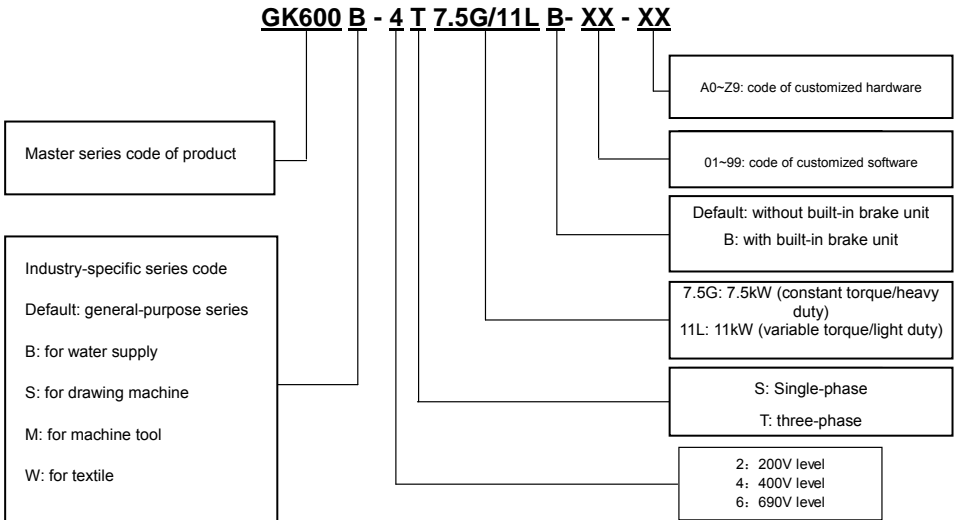 GK600 B - 4 T 7.5G/11L B- XX - XX
A0~Z9: code of customized hardware
Master series code of product
01~99: code of customized software
Default: without built-in brake unit
B: with built-in brake unit
Industry-specific series code
Default: general-purpose series
B: for water supply
S: for drawing machine
M: for machine tool
W: for textile
7.5G: 7.5kW (constant torque/heavy
duty)
11L: 11kW (variable torque/light duty)
S: Single-phase
T: three-phase
2：200V level
4：400V level
6：690V level